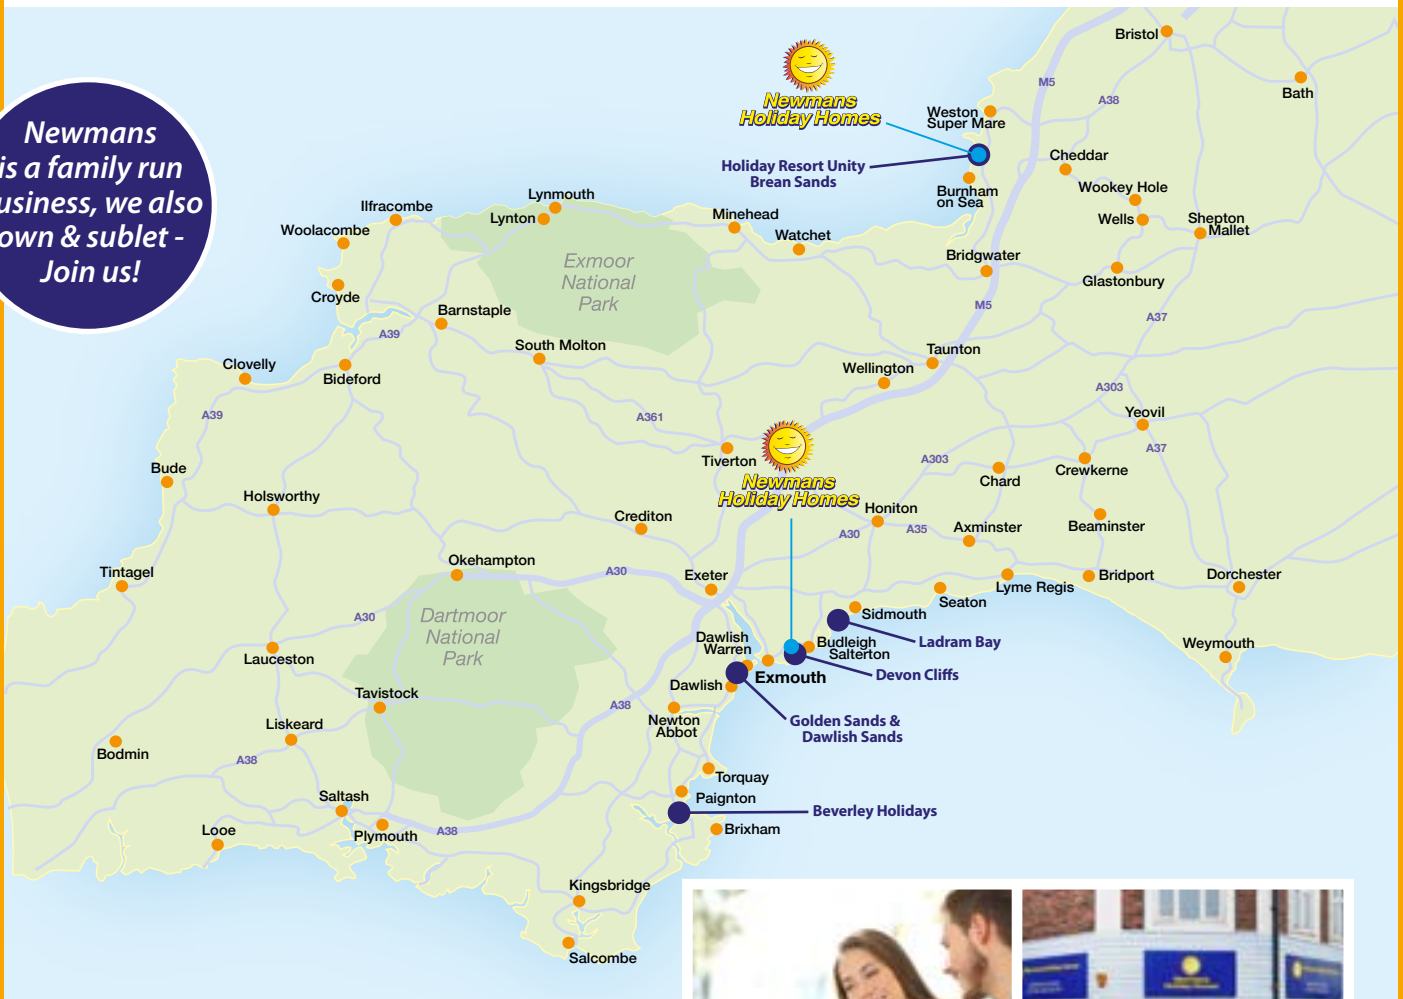 Newmans
is a family run
usiness, we also
own & sublet -
Join us!
Newmans
Holiday Homes
Holiday Resort Unity
Brean Sands
Bristol
Bath
M5
A38
Weston
Super Mare
Cheddar
Wookey Hole
Burnham
on Sea
Wells
Shepton
Mallet
Lynmouth
Lynton
Ilfracombe
Woolacombe
Minehead
Watchet
Bridgwater
Glastonbury
Exmoor
National
Park
Croyde
Barnstaple
M5
A37
A39
South Molton
Taunton
Wellington
Clovelly
Bideford
A303
A39
A361
Yeovil
A37
Tiverton
Newmans
Holiday Homes
A303
Chard
Crewkerne
Bude
Holsworthy
Crediton
Honiton
A30
A35
Axminster
Beaminster
Tintagel
Okehampton
A30
Exeter
Lyme Regis
Bridport
Dorchester
Seaton
Sidmouth
A30
Dartmoor
National
Park
Dawlish
Warren
Budleigh
Salterton
Ladram Bay
Weymouth
Lauceston
Exmouth
Devon Cliffs
Dawlish
Tavistock
A38
Newton
Abbot
Golden Sands &
Dawlish Sands
Liskeard
Bodmin
A38
Torquay
Paignton
Saltash
Beverley Holidays
Looe
Plymouth
A38
Brixham
Kingsbridge
Salcombe